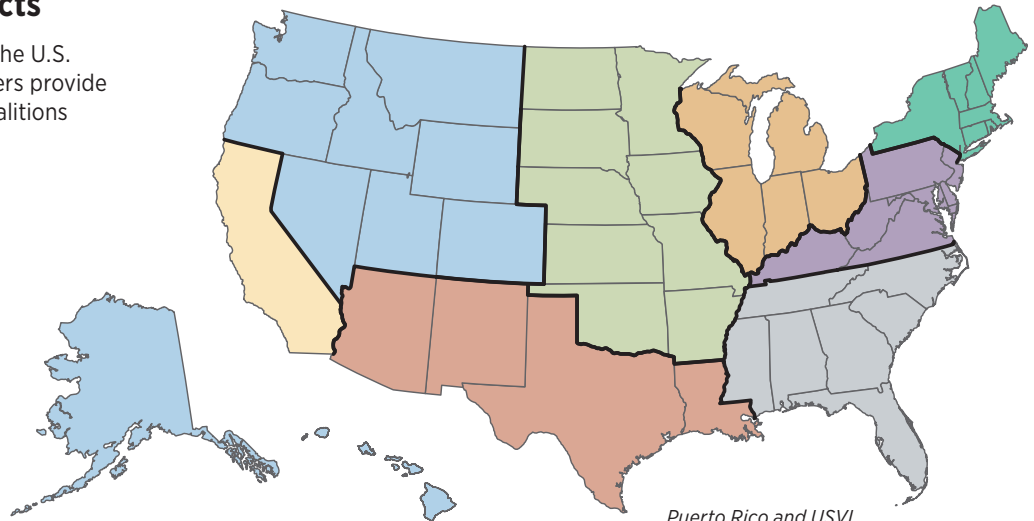 cts
he U.S.
ers provide
alitions
Puerto Rico and USVI